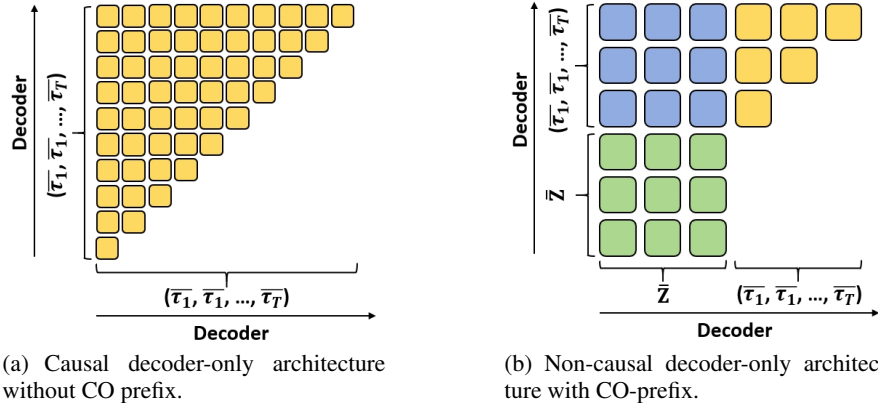 Decoder
(τ̅₁, τ̅₁, ..., τ̅_T)
(τ̅₁, τ̅₁, ..., τ̅_T)
Decoder
(a) Causal decoder-only architecture
without CO prefix.
Decoder
(τ̅₁, τ̅₁, ..., τ̅_T)
Z̄
Z̄
(τ̅₁, τ̅₁, ..., τ̅_T)
Decoder
(b) Non-causal decoder-only architec
ture with CO-prefix.